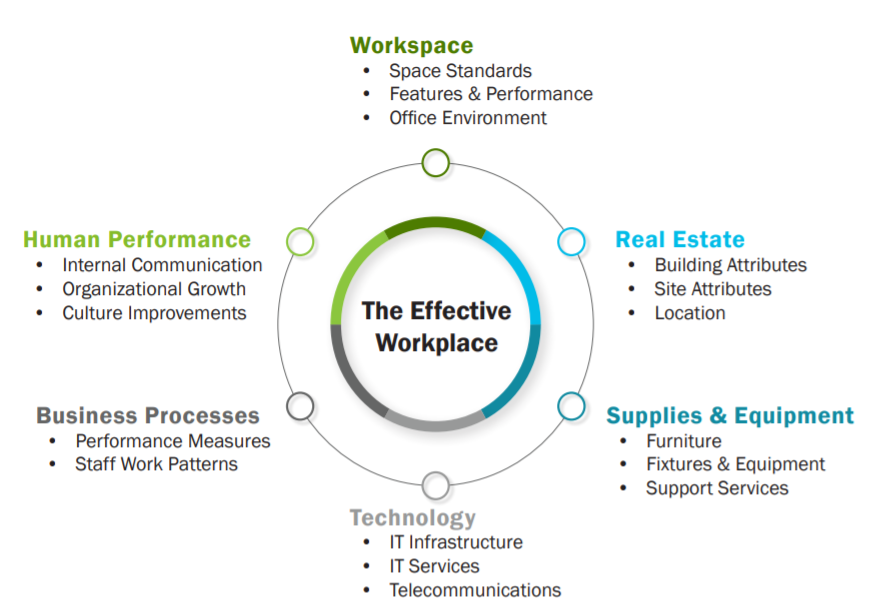 Workspace
• Space Standards
• Features & Performance
• Office Environment
Human Performance
• Internal Communication
• Organizational Growth
• Culture Improvements
Real Estate
• Building Attributes
• Site Attributes
• Location
The Effective
Workplace
Business Processes
• Performance Measures
• Staff Work Patterns
Supplies & Equipment
• Furniture
• Fixtures & Equipment
• Support Services
Technology
• IT Infrastructure
• IT Services
• Telecommunications